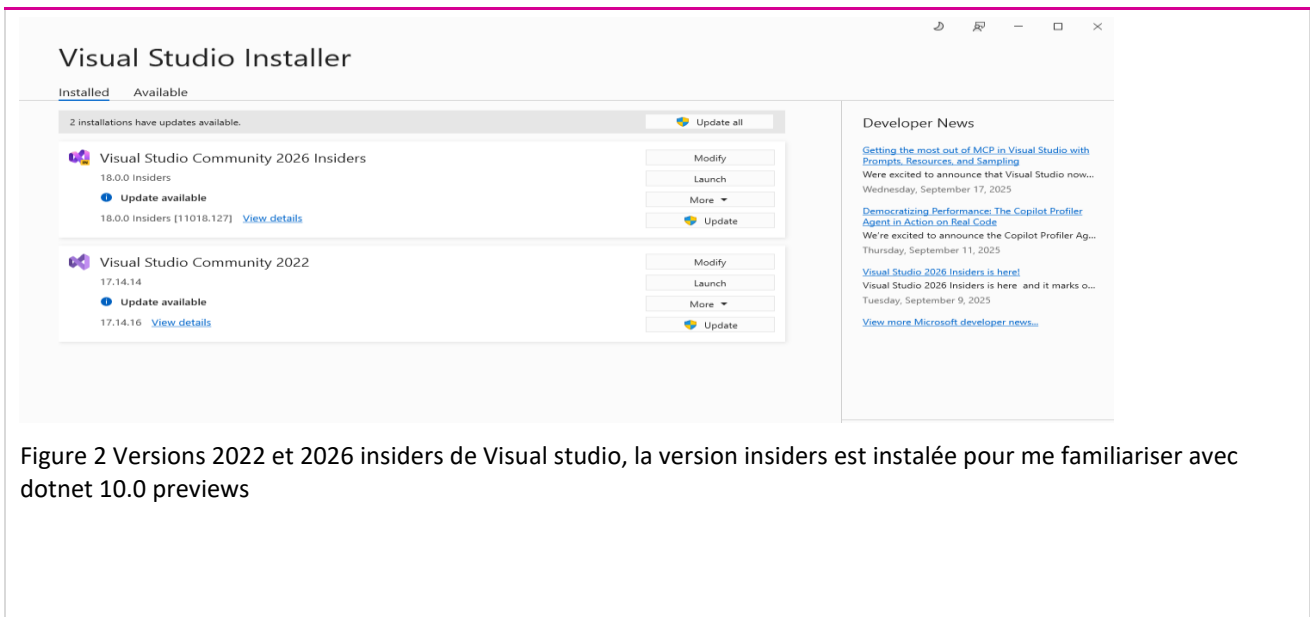 Visual Studio Installer
Installed Available
2 installations have updates available.
Update all
Visual Studio Community 2026 Insiders
18.0.0 Insiders
Update available
18.0.0 Insiders [11018.127] View details
Modify
Launch
More
Update
Visual Studio Community 2022
17.14.14
Update available
17.14.16 View details
Modify
Launch
More
Update
Developer News
Getting the most out of MCP in Visual Studio with
Prompts, Resources, and Sampling
Were excited to announce that Visual Studio now...
Wednesday, September 17, 2025
Democratizing Performance: The Copilot Profiler
Agent in Action on Real Code
We're excited to announce the Copilot Profiler Ag...
Thursday, September 11, 2025
Visual Studio 2026 Insiders is here!
Visual Studio 2026 Insiders is here and it marks o...
Tuesday, September 9, 2025
View more Microsoft developer news...
Figure 2 Versions 2022 et 2026 insiders de Visual studio, la version insiders est instalée pour me familiariser avec
dotnet 10.0 previews